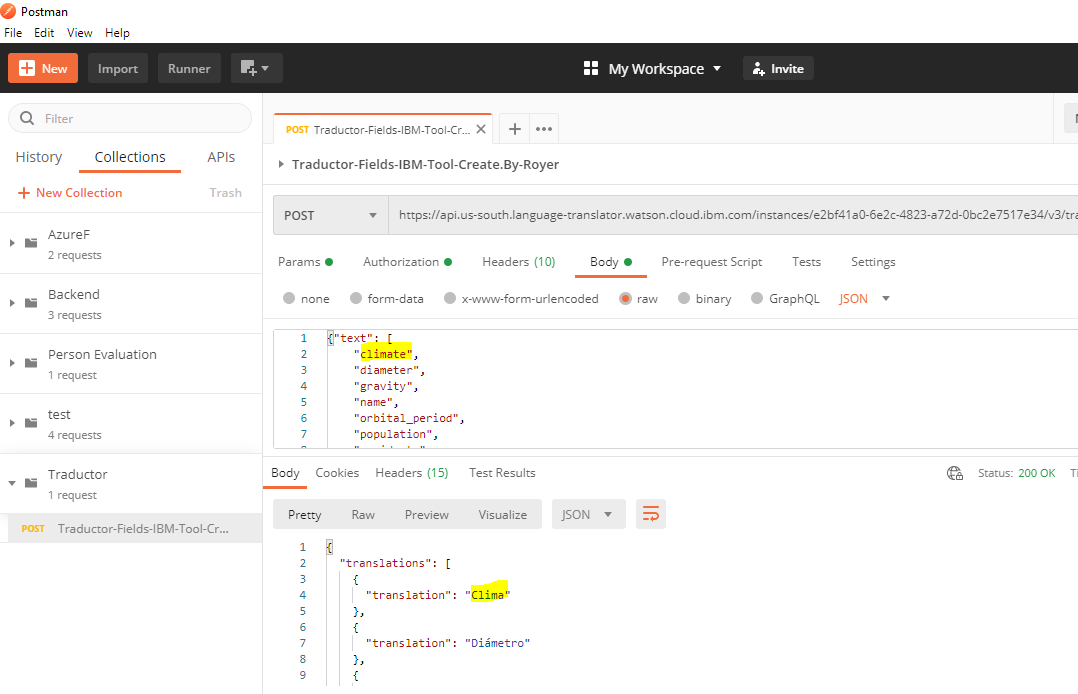 Postman
File Edit View Help
New Import Runner My Workspace Invite
Filter
History Collections APIs
New Collection Trash
AzureF
2 requests
Backend
3 requests
Person Evaluation
1 request
test
4 requests
Traductor
1 request
POST Traductor-Fields-IBM-Tool-Cr...
POST Traductor-Fields-IBM-Tool-Cr...
Traductor-Fields-IBM-Tool-Create.By-Royer
POST https://api.us-south.language-translator.watson.cloud.ibm.com/instances/e2bf41a0-6e2c-4823-a72d-0bc2e7517e34/v3/tra
Params Authorization Headers (10) Body Pre-request Script Tests Settings
none form-data x-www-form-urlencoded raw binary GraphQL JSON
1 {"text": [
2 "climate",
3 "diameter",
4 "gravity",
5 "name",
6 "orbital_period",
7 "population",
Body Cookies Headers (15) Test Results Status: 200 OK
Pretty Raw Preview Visualize JSON
1 {
2 "translations": [
3 {
4 "translation": "Clima"
5 },
6 {
7 "translation": "Diámetro"
8 },
9 {